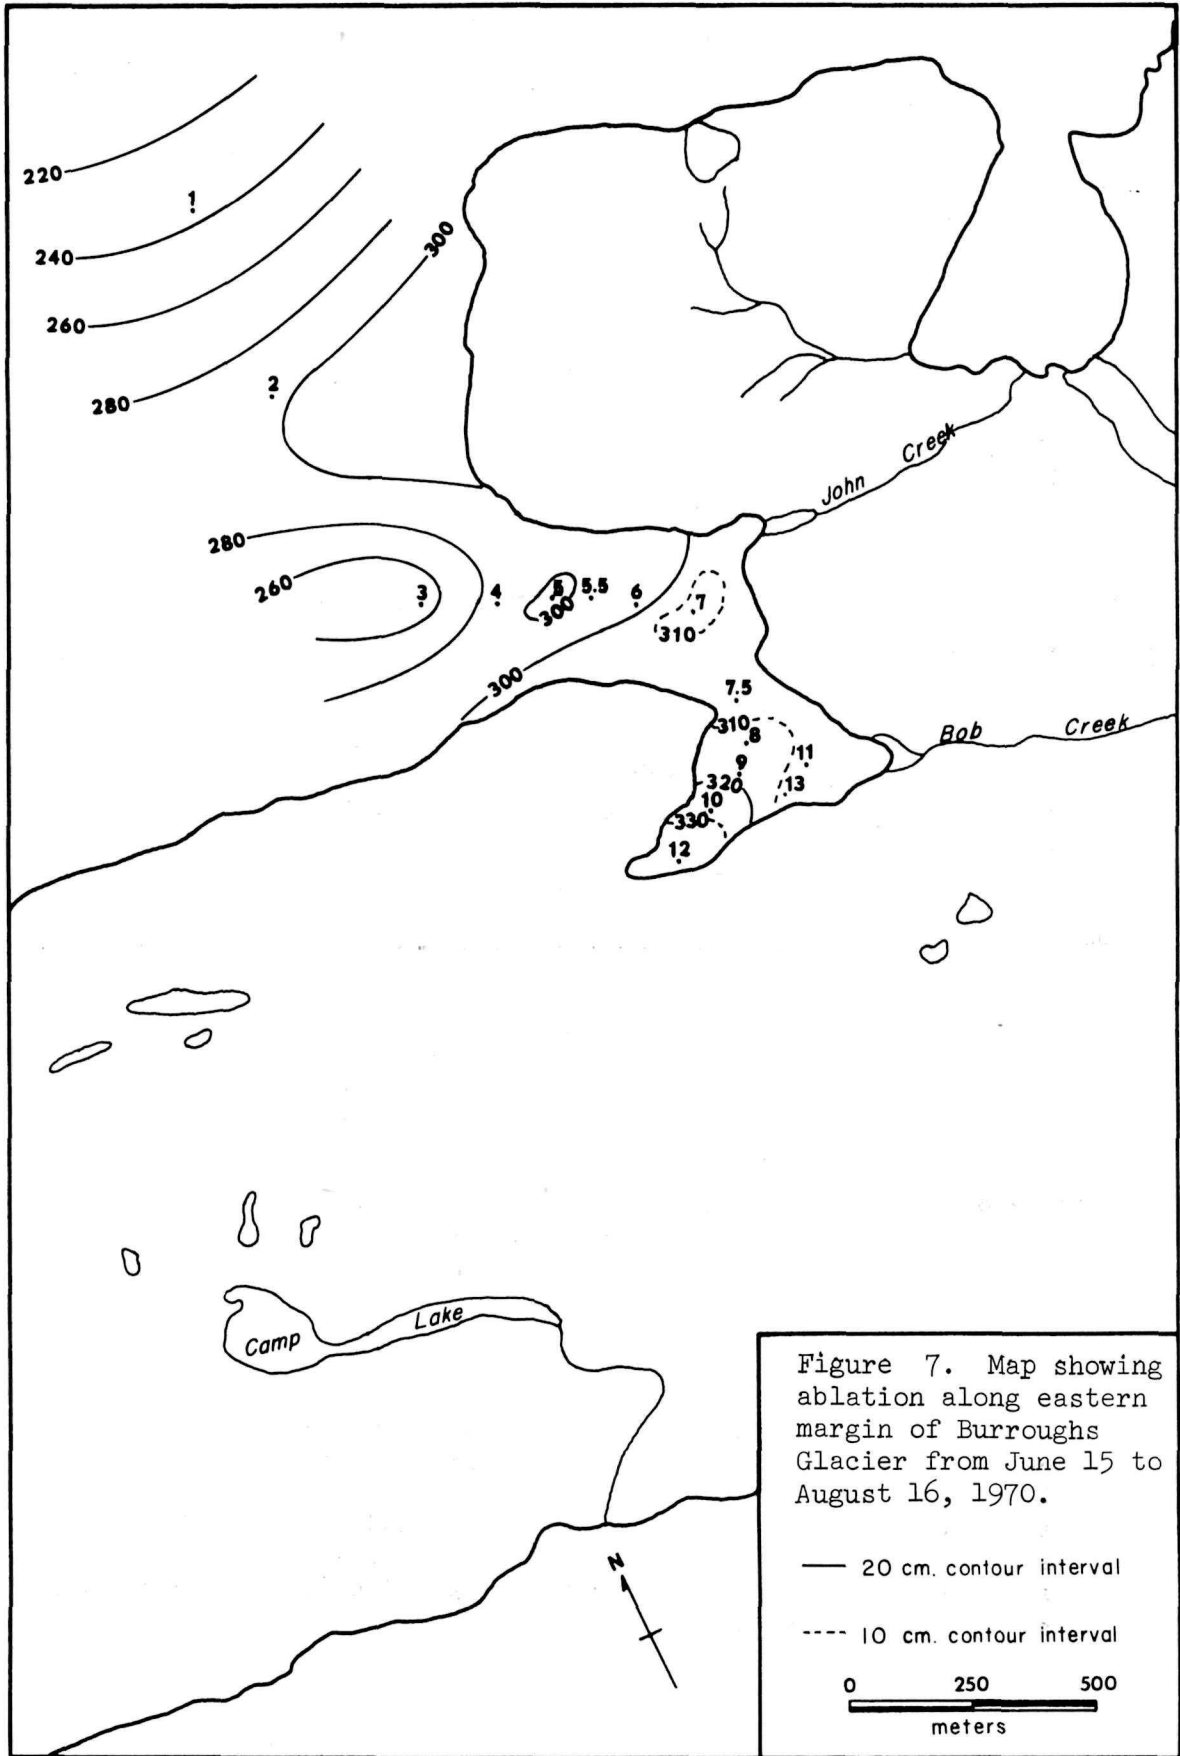 220
1
240
300
260
2
280
John Creek
280
260
3
4
5
5.5
6
300
7
310
300
7.5
310
8
Bob Creek
11
9
320
13
10
330
12
Camp Lake
N
Figure 7. Map showing
ablation along eastern
margin of Burroughs
Glacier from June 15 to
August 16, 1970.
20 cm. contour interval
10 cm. contour interval
0 250 500
meters